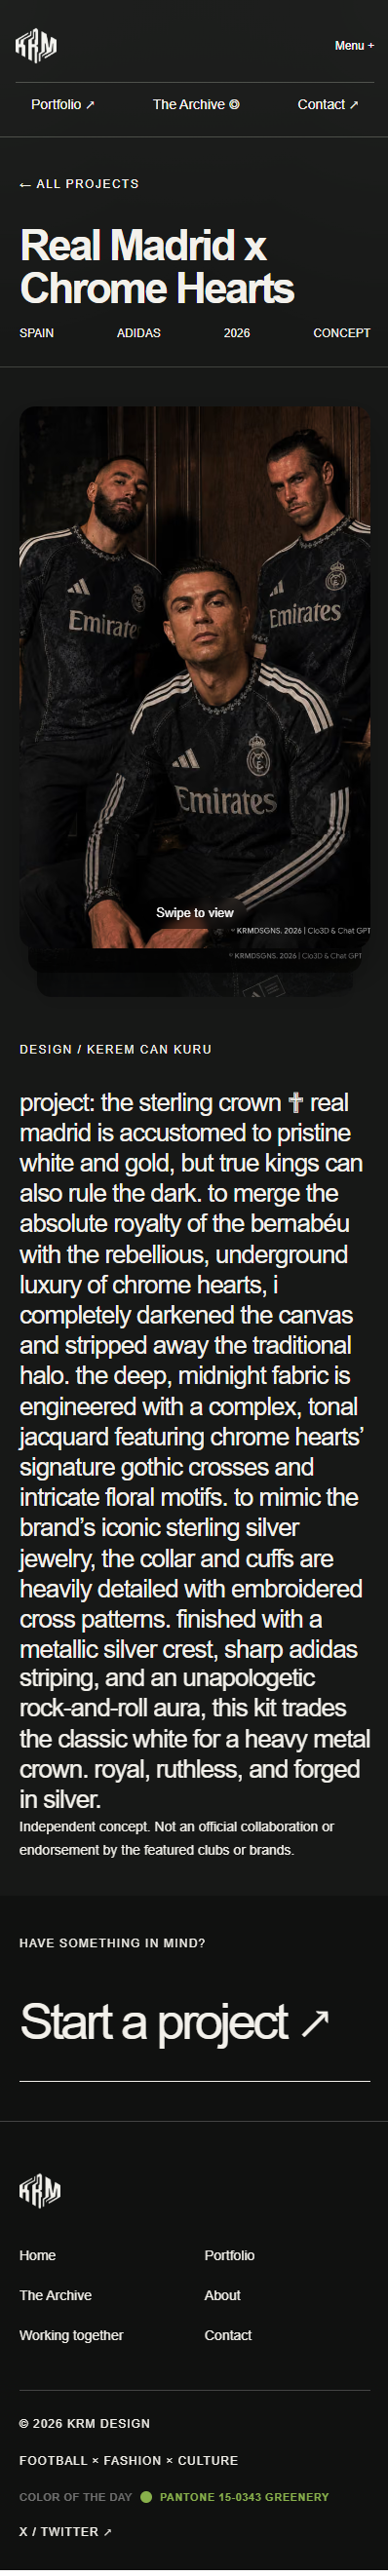 KRM
Menu +
Portfolio ↗
The Archive ❂
Contact ↗
← ALL PROJECTS
Real Madrid x
Chrome Hearts
SPAIN ADIDAS 2026 CONCEPT
Emirates
Emirates
Emirates
Swipe to view
© KRMDSGNS. 2026 | Clo3D & Chat GPT
© KRMDSGNS. 2026 | Clo3D & Chat GPT
DESIGN / KEREM CAN KURU
project: the sterling crown ✝ real
madrid is accustomed to pristine
white and gold, but true kings can
also rule the dark. to merge the
absolute royalty of the bernabéu
with the rebellious, underground
luxury of chrome hearts, i
completely darkened the canvas
and stripped away the traditional
halo. the deep, midnight fabric is
engineered with a complex, tonal
jacquard featuring chrome hearts’
signature gothic crosses and
intricate floral motifs. to mimic the
brand’s iconic sterling silver
jewelry, the collar and cuffs are
heavily detailed with embroidered
cross patterns. finished with a
metallic silver crest, sharp adidas
striping, and an unapologetic
rock-and-roll aura, this kit trades
the classic white for a heavy metal
crown. royal, ruthless, and forged
in silver.
Independent concept. Not an official collaboration or
endorsement by the featured clubs or brands.
HAVE SOMETHING IN MIND?
Start a project ↗
KRM
Home
Portfolio
The Archive
About
Working together
Contact
© 2026 KRM DESIGN
FOOTBALL × FASHION × CULTURE
COLOR OF THE DAY PANTONE 15-0343 GREENERY
X / TWITTER ↗